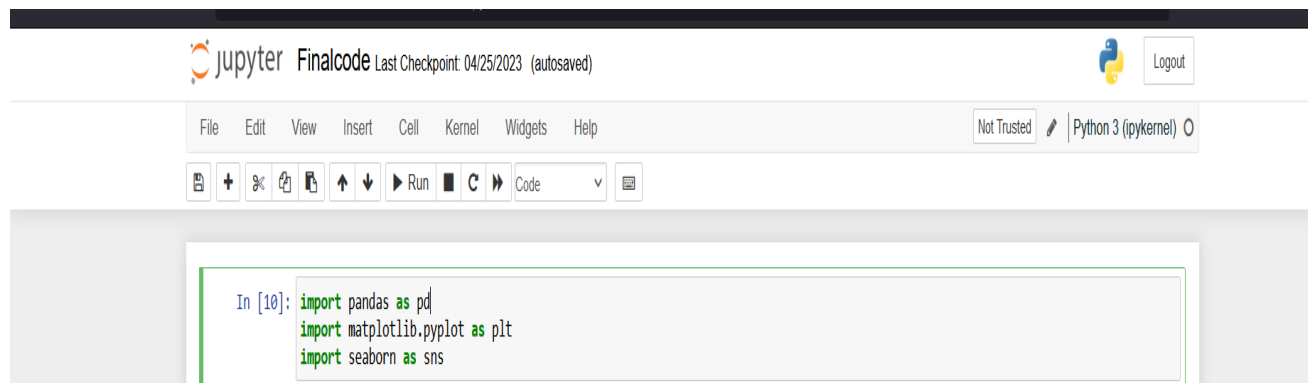 jupyter Finalcode Last Checkpoint: 04/25/2023 (autosaved)
Logout
File Edit View Insert Cell Kernel Widgets Help
Not Trusted Python 3 (ipykernel)
Run Code
In [10]: import pandas as pd
import matplotlib.pyplot as plt
import seaborn as sns